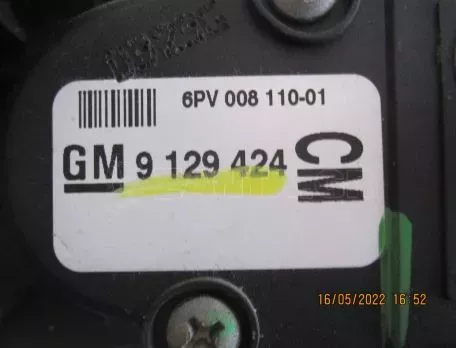 6PV 008 110-01
GM 9 129 424
CM
16/05/2022 16:52